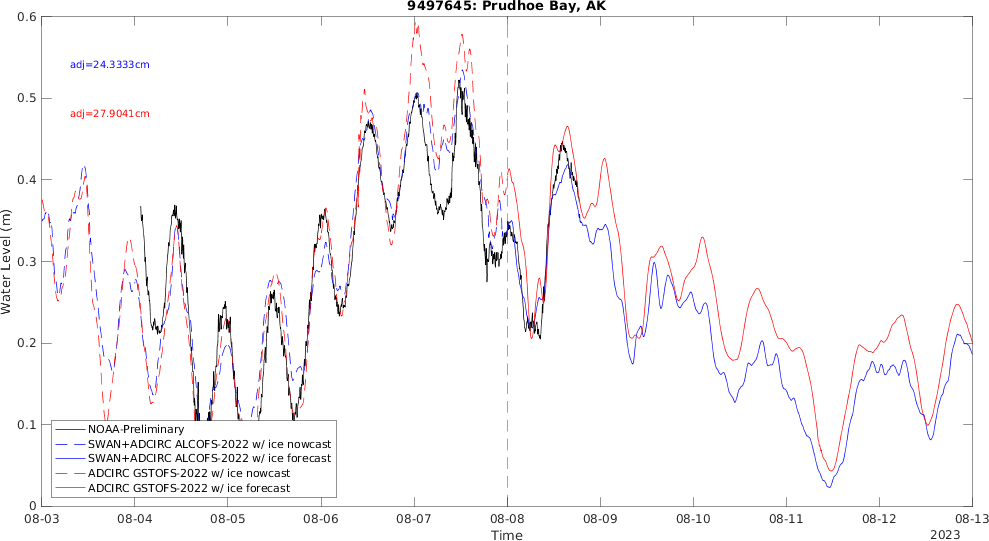 9497645: Prudhoe Bay, AK
0.6
0.5
0.4
0.3
0.2
0.1
0
Water Level (m)
adj=24.3333cm
adj=27.9041cm
NOAA-Preliminary
SWAN+ADCIRC ALCOFS-2022 w/ ice nowcast
SWAN+ADCIRC ALCOFS-2022 w/ ice forecast
ADCIRC GSTOFS-2022 w/ ice nowcast
ADCIRC GSTOFS-2022 w/ ice forecast
08-03 08-04 08-05 08-06 08-07 08-08 08-09 08-10 08-11 08-12 08-13
Time
2023